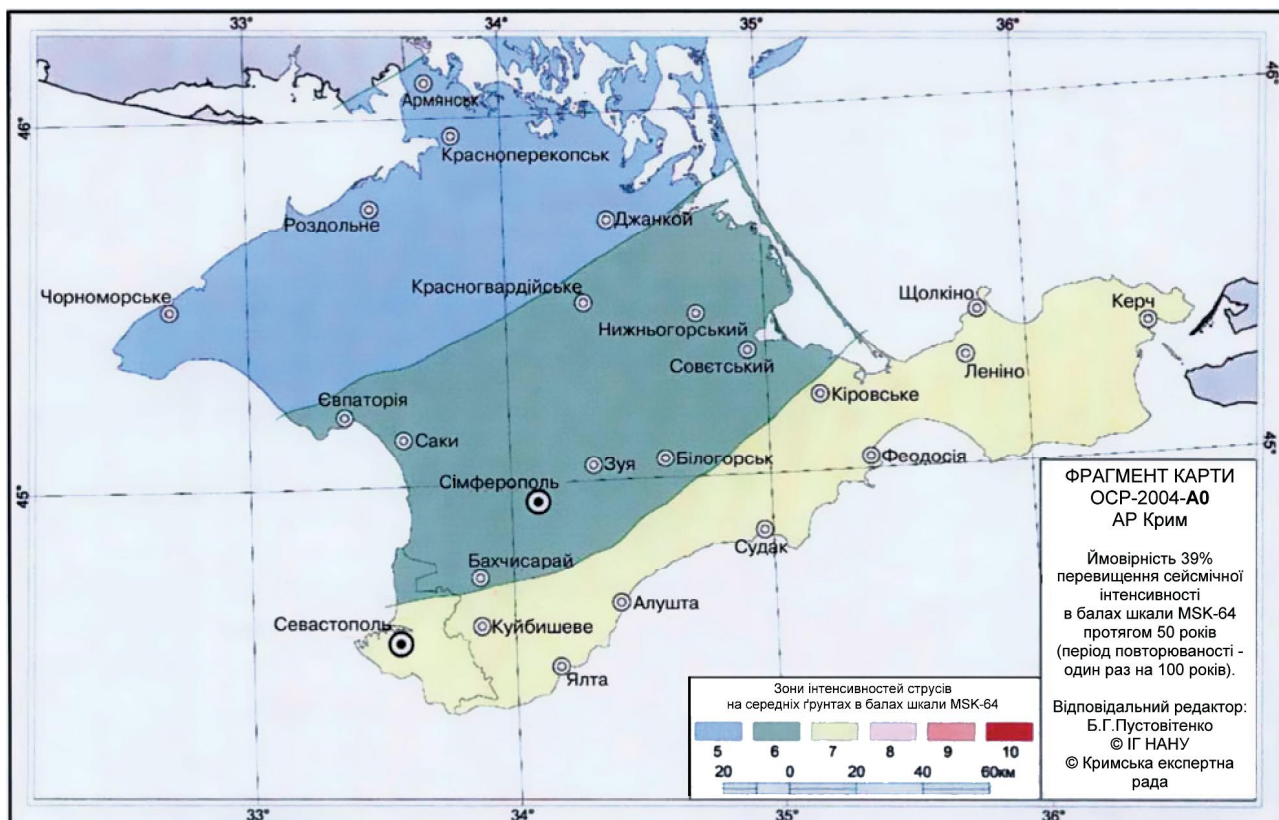 33°
34°
35°
36°
46°
46°
Армянськ
Красноперекопськ
Роздольне
Джанкой
Чорноморське
Красногвардійське
Щолкіно
Керч
Нижньогорський
Совєтський
Леніно
Кіровське
Євпаторія
Саки
Зуя
Білогорськ
Феодосія
45°
45°
Сімферополь
Судак
Бахчисарай
Алушта
Севастополь
Куйбишеве
Ялта
ФРАГМЕНТ КАРТИ
ОСР-2004-А0
АР Крим
Ймовірність 39%
перевищення сейсмічної
інтенсивності
в балах шкали MSK-64
протягом 50 років
(період повторюваності -
один раз на 100 років).
Відповідальний редактор:
Б.Г.Пустовітенко
© ІГ НАНУ
© Кримська експертна
рада
Зони інтенсивностей струсів
на середніх ґрунтах в балах шкали MSK-64
5 6 7 8 9 10
20 0 20 40 60км
33°
34°
35°
36°